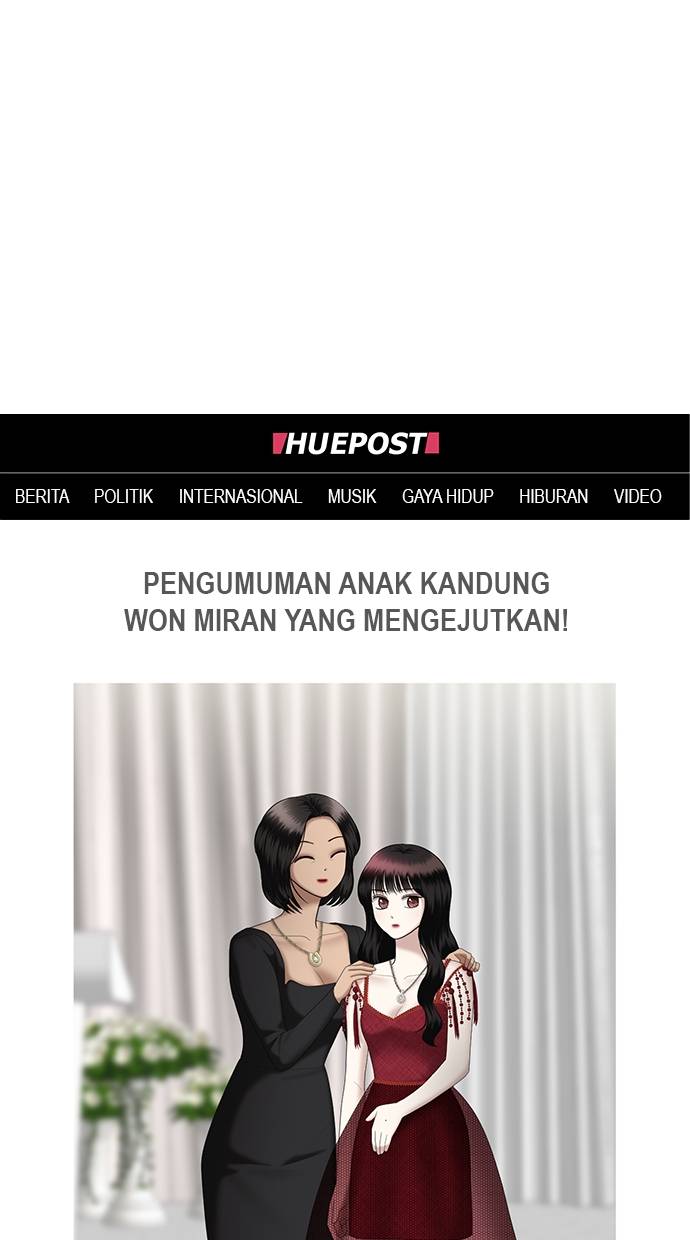 HUEPOST
BERITA POLITIK INTERNASIONAL MUSIK GAYA HIDUP HIBURAN VIDEO
PENGUMUMAN ANAK KANDUNG
WON MIRAN YANG MENGEJUTKAN!